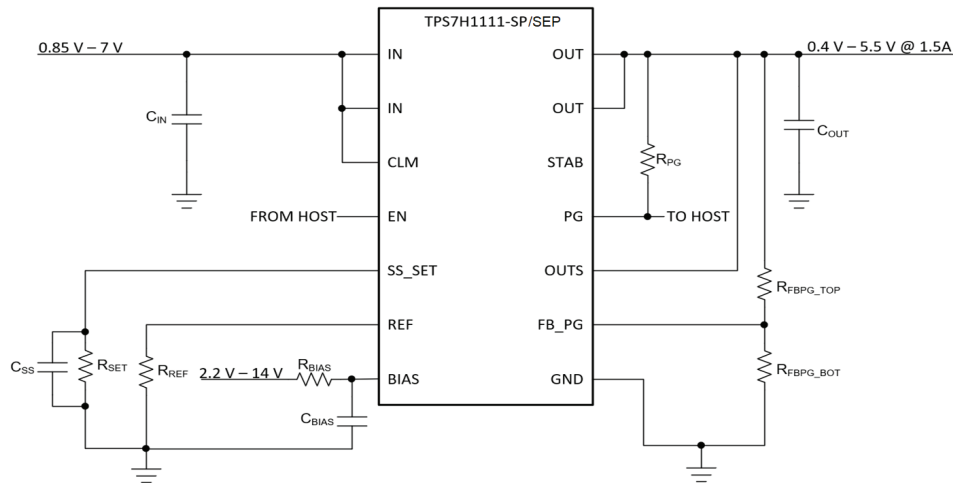 TPS7H1111-SP/SEP
0.85 V – 7 V
IN
OUT
0.4 V – 5.5 V @ 1.5A
IN
OUT
CIN
COUT
CLM
STAB
RPG
FROM HOST
EN
PG
TO HOST
SS_SET
OUTS
RFBPG_TOP
REF
FB_PG
CSS
RSET
RREF
2.2 V – 14 V
RBIAS
BIAS
GND
RFBPG_BOT
CBIAS